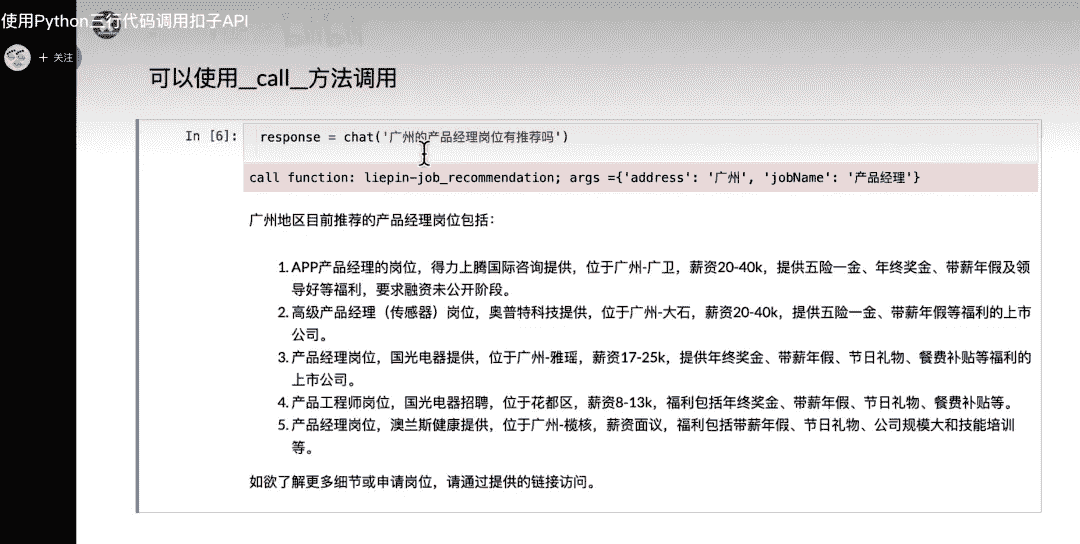 使用Python三行代码调用扣子API
+ 关注
可以使用__call__方法调用
In [6]: response = chat('广州的产品经理岗位有推荐吗')
call function: liepin-job_recommendation; args ={'address': '广州', 'jobName': '产品经理'}
广州地区目前推荐的产品经理岗位包括：
1. APP产品经理的岗位，得力上腾国际咨询提供，位于广州-广卫，薪资20-40k，提供五险一金、年终奖金、带薪年假及领
导好等福利，要求融资未公开阶段。
2. 高级产品经理（传感器）岗位，奥普特科技提供，位于广州-大石，薪资20-40k，提供五险一金、带薪年假等福利的上市
公司。
3. 产品经理岗位，国光电器提供，位于广州-雅瑶，薪资17-25k，提供年终奖金、带薪年假、节日礼物、餐费补贴等福利的
上市公司。
4. 产品工程师岗位，国光电器招聘，位于花都区，薪资8-13k，福利包括年终奖金、带薪年假、节日礼物、餐费补贴等。
5. 产品经理岗位，澳兰斯健康提供，位于广州-榄核，薪资面议，福利包括带薪年假、节日礼物、公司规模大和技能培训
等。
如欲了解更多细节或申请岗位，请通过提供的链接访问。